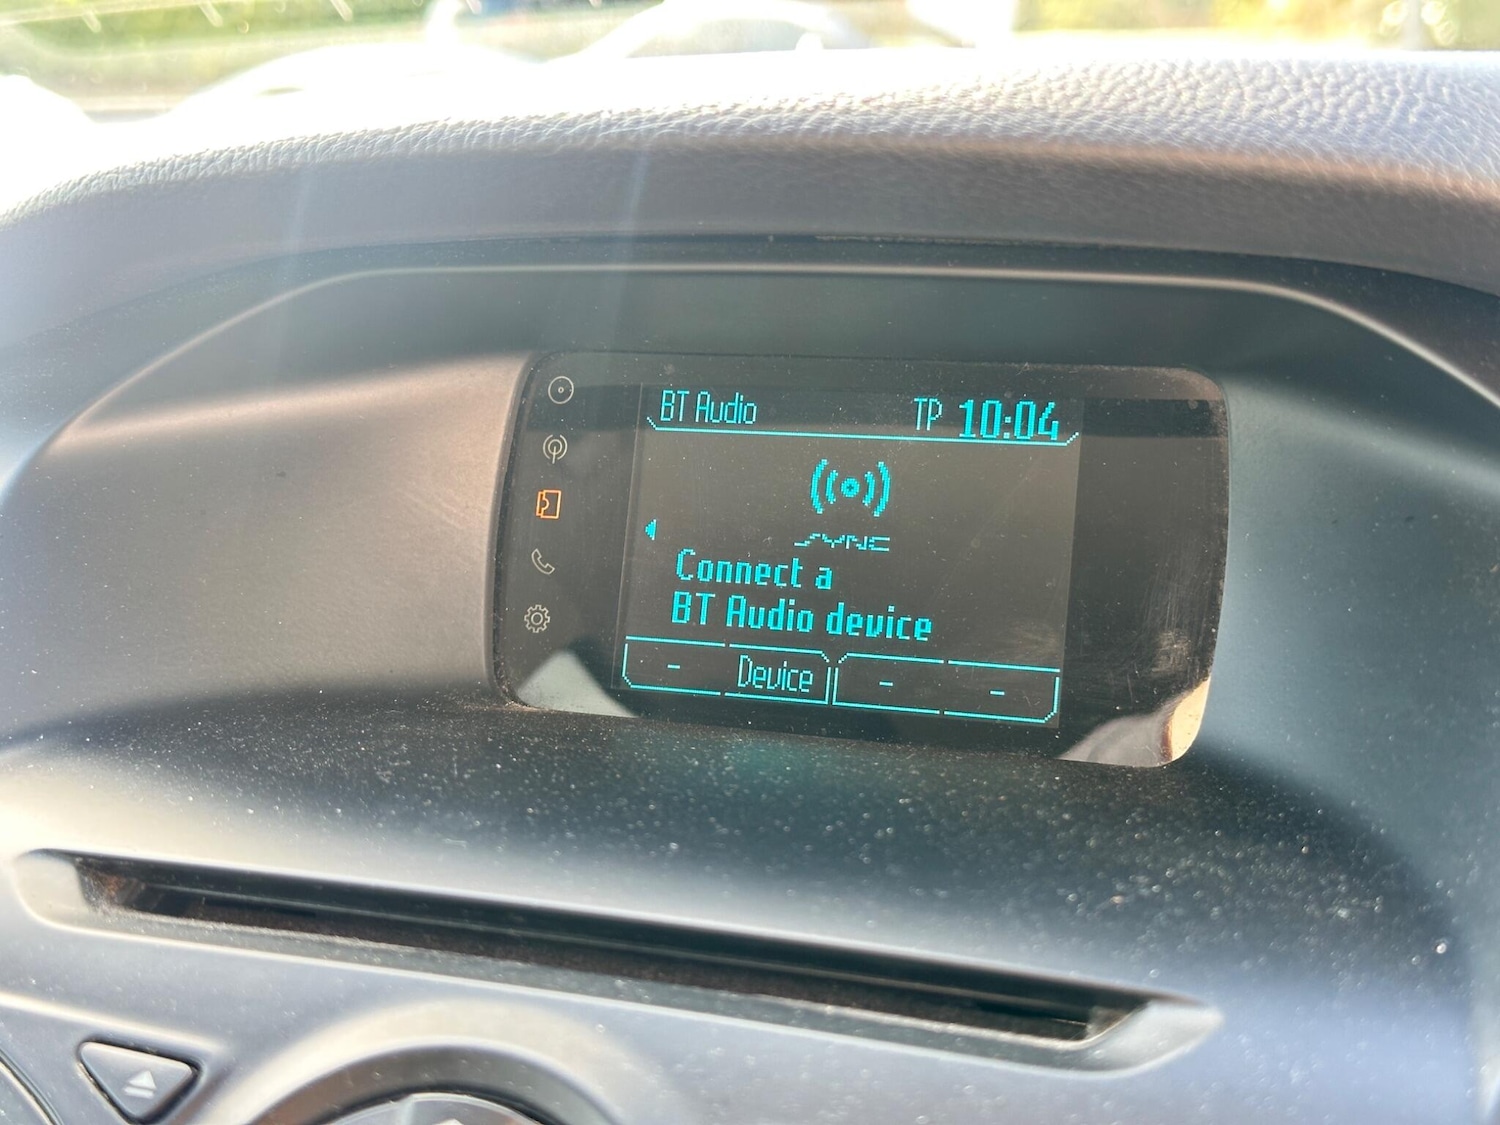 BT Audio TP 10:04
SYNC
Connect a
BT Audio device
- Device - -